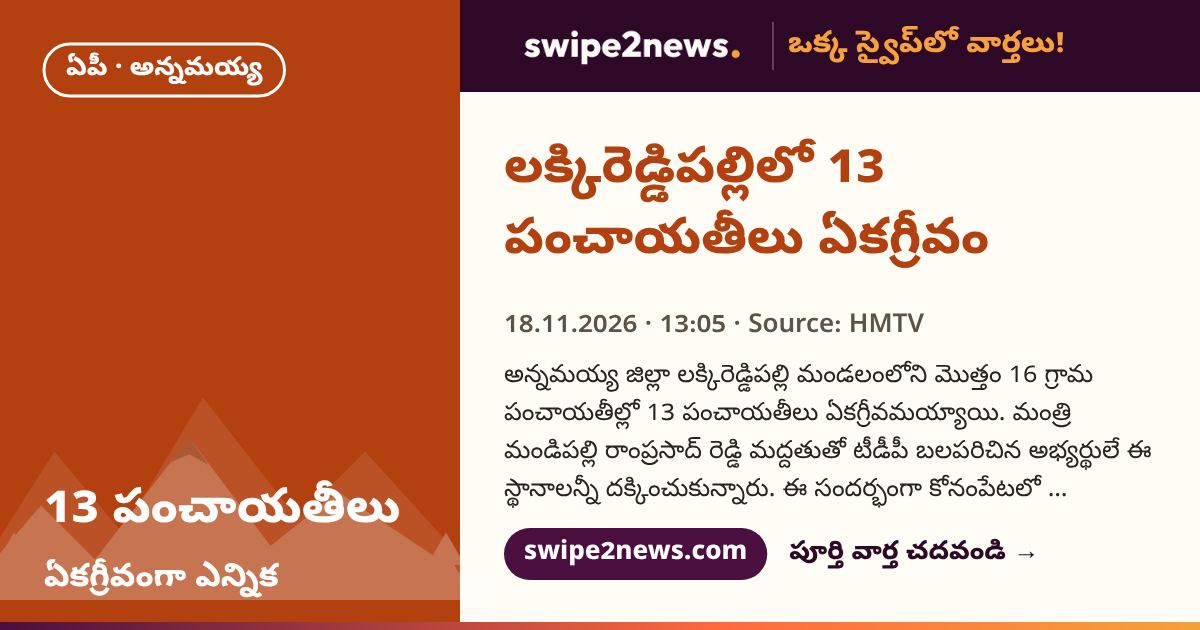 ఏపీ · అన్నమయ్య
swipe2news. ఒక్క స్వైప్‌లో వార్తలు!
లక్కిరెడ్డిపల్లిలో 13
పంచాయతీలు ఏకగ్రీవం
18.11.2026 · 13:05 · Source: HMTV
అన్నమయ్య జిల్లా లక్కిరెడ్డిపల్లి మండలంలోని మొత్తం 16 గ్రామ
పంచాయతీల్లో 13 పంచాయతీలు ఏకగ్రీవమయ్యాయి. మంత్రి
మండిపల్లి రాంప్రసాద్ రెడ్డి మద్దతుతో టీడీపీ బలపరిచిన అభ్యర్థులే ఈ
స్థానాలన్నీ దక్కించుకున్నారు. ఈ సందర్భంగా కోనంపేటలో ...
13 పంచాయతీలు
ఏకగ్రీవంగా ఎన్నిక
swipe2news.com పూర్తి వార్త చదవండి →